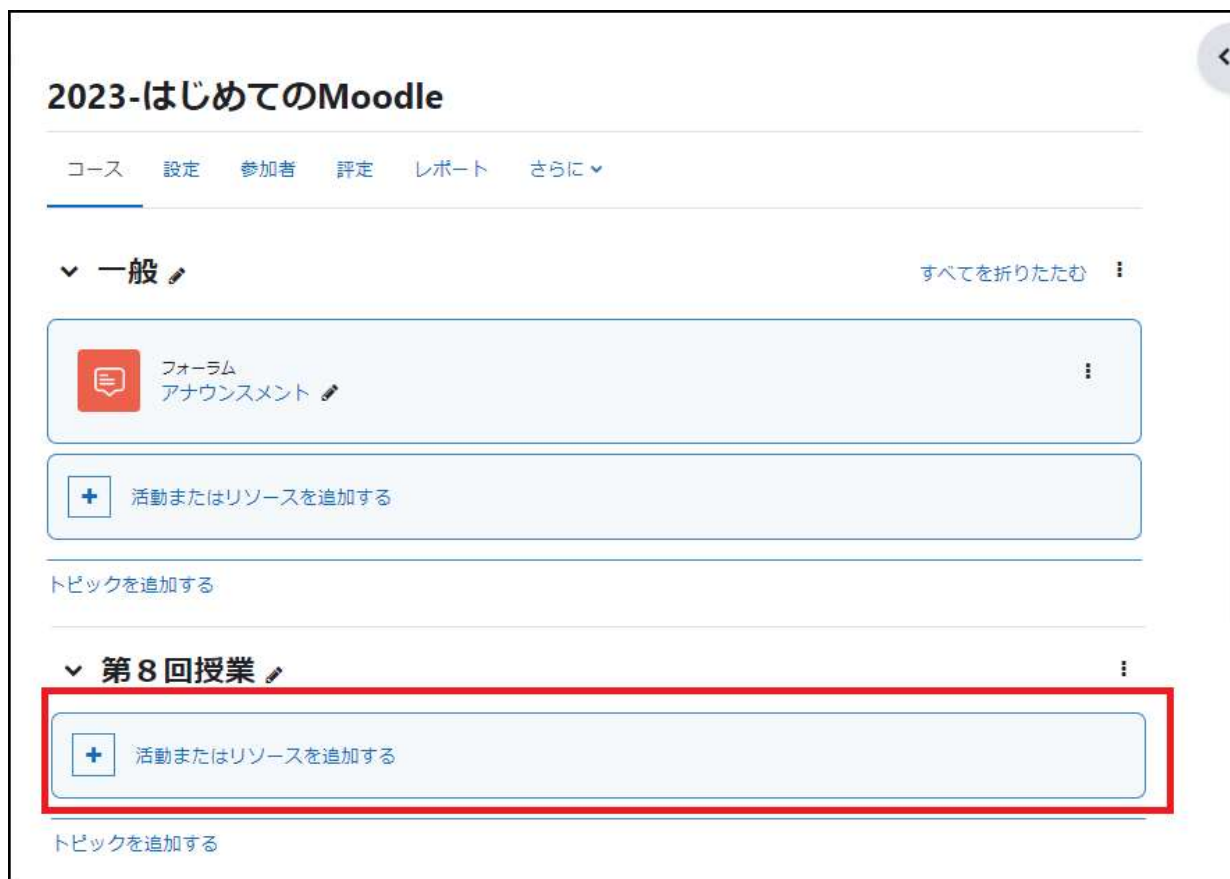 2023-はじめてのMoodle
コース 設定 参加者 評定 レポート さらに
一般 すべてを折りたたむ
フォーラム
アナウンスメント
活動またはリソースを追加する
トピックを追加する
第８回授業
活動またはリソースを追加する
トピックを追加する